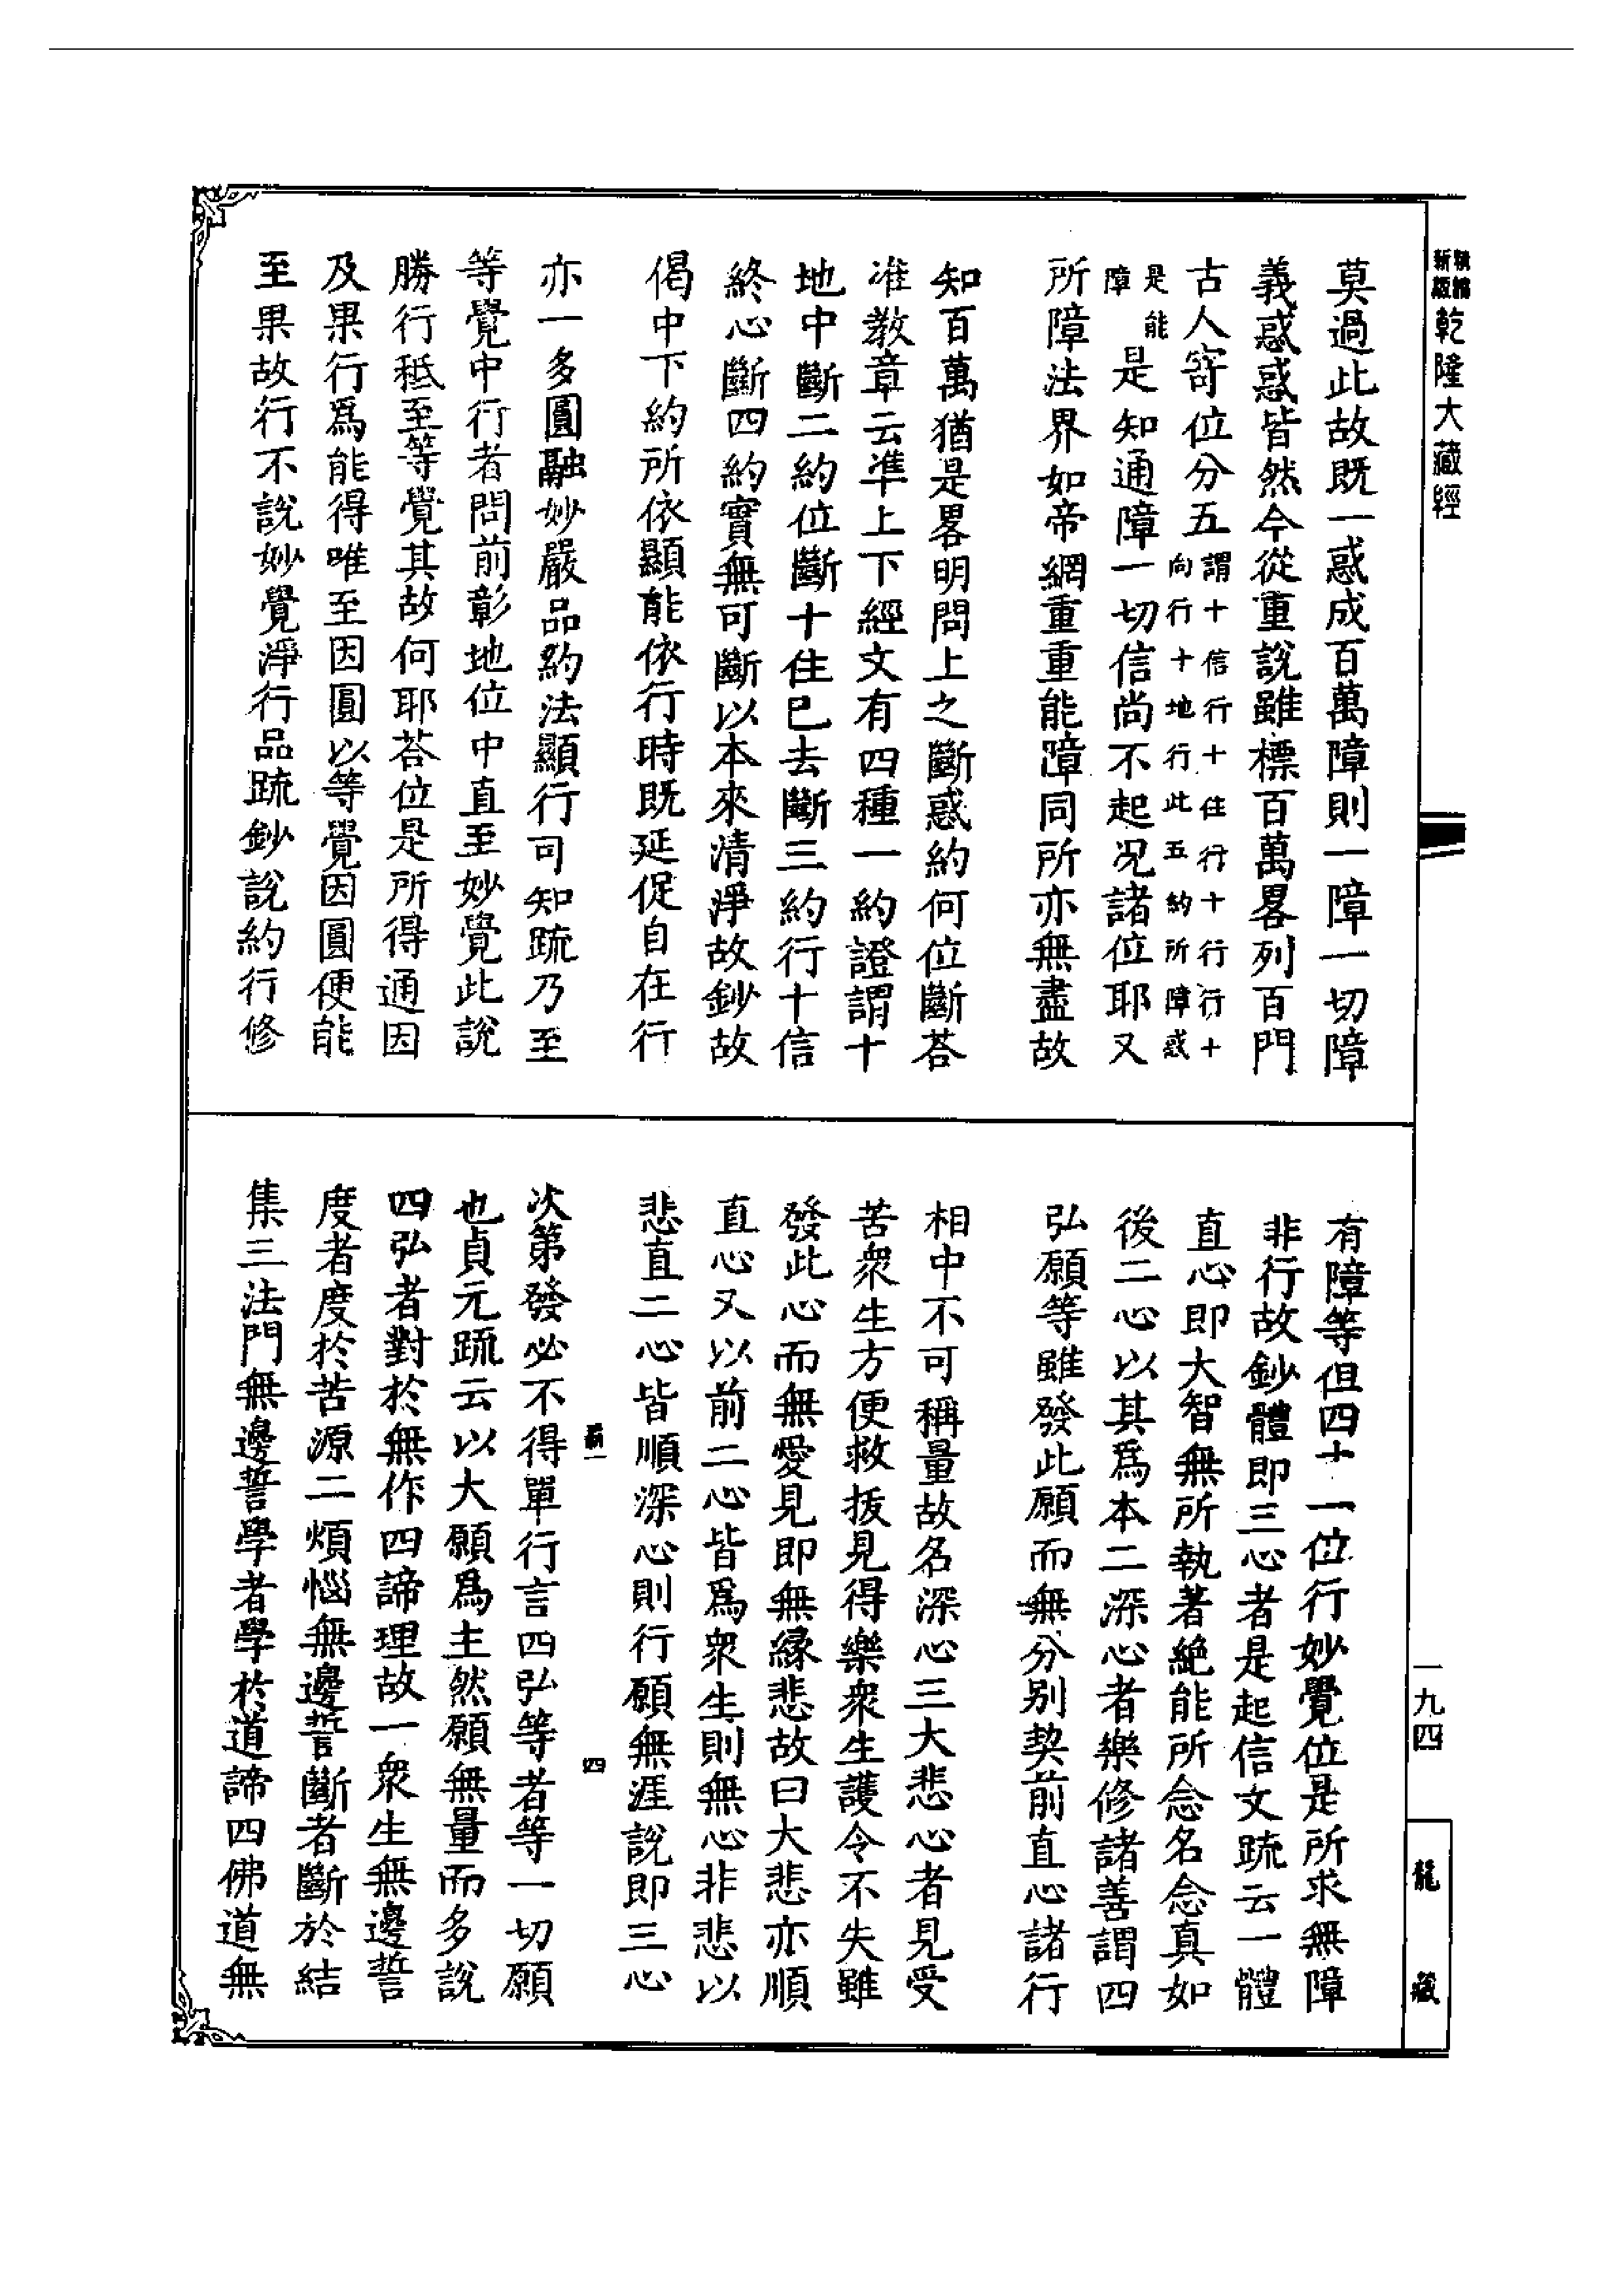 新編縮版乾隆大藏經
莫過此故既一惑成百萬障則一障一切障
義惑惑皆然今從重說雖標百萬畧列百門
古人寄位分五謂十信行十住行十行行十
向行十地行此五約所障惑
是能
障是知通障一切信尚不起况諸位耶又
所障法界如帝網重重能障同所亦無盡故
知百萬猶是畧明問上之斷惑約何位斷荅
准教章云準上下經文有四種一約證謂十
地中斷二約位斷十住巳去斷三約行十信
終心斷四約實無可斷以本來清淨故鈔故
偈中下約所依顯能依行時既延促自在行
亦一多圓融妙嚴品約法顯行司知䟽乃至
等覺中行者問前彰地位中直至妙覺此說
勝行秪至等覺其故何耶荅位是所得通因
及果行爲能得唯至因圓以等覺因圓便能
至果故行不說妙覺淨行品䟽鈔說約行修
有障等但四十一位行妙覺位是所求無障
非行故鈔體即三心者是起信文䟽云一體
直心即大智無所執著絶能所念名念真如
後二心以其爲本二深心者樂修諸善謂四
弘願等雖發此願而無分别契前直心諸行
相中不可稱量故名深心三大悲心者見受
苦衆生方便救拔見得樂衆生護令不失雖
發此心而無愛見即無緣悲故曰大悲亦順
直心又以前二心皆爲衆生則無心非悲以
悲直二心皆順深心則行願無涯說即三心
四
次第發必不得單行言四弘等者等一切願
也貞元䟽云以大願爲主然願無量而多說
四弘者對於無作四諦理故一衆生無邊誓
度者度於苦源二煩惱無邊誓斷者斷於結
集三法門無邊誓學者學於道諦四佛道無
一九四
龍藏